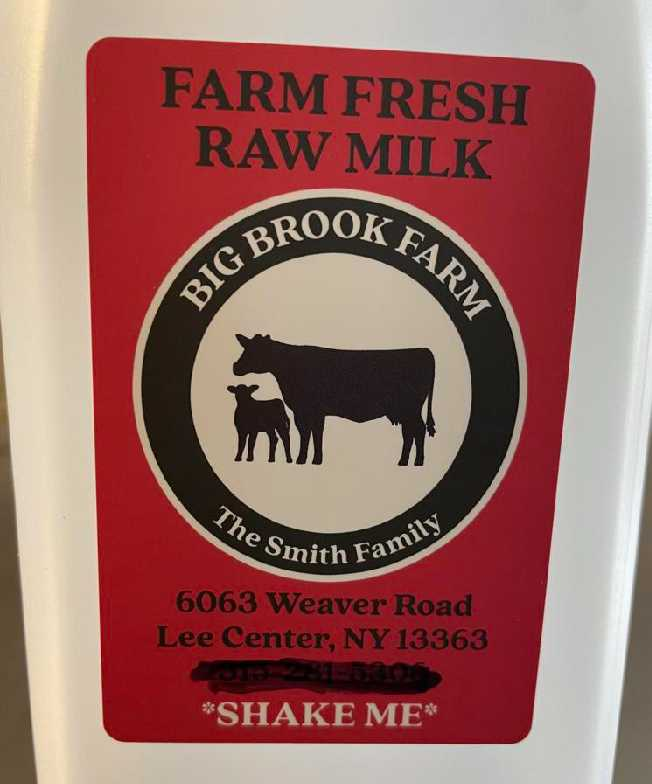 FARM FRESH
RAW MILK
BIG BROOK FARM
The Smith Family
6063 Weaver Road
Lee Center, NY 13363
*SHAKE ME*